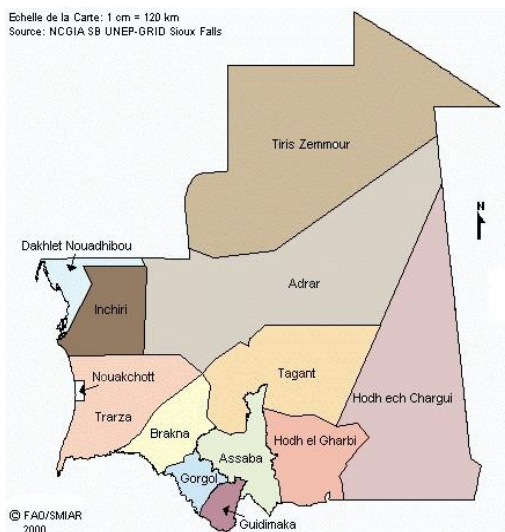 Echelle de la Carte: 1 cm = 120 km
Source: NCGIA SB UNEP-GRID Sioux Falls
Tiris Zemmour
N
Dakhlet Nouadhibou
Adrar
Inchiri
Nouakchott
Tagant
Trarza
Hodh ech Chargui
Brakna
Hodh el Gharbi
Assaba
Gorgol
Guidimaka
© FAO/SMIAR
2000